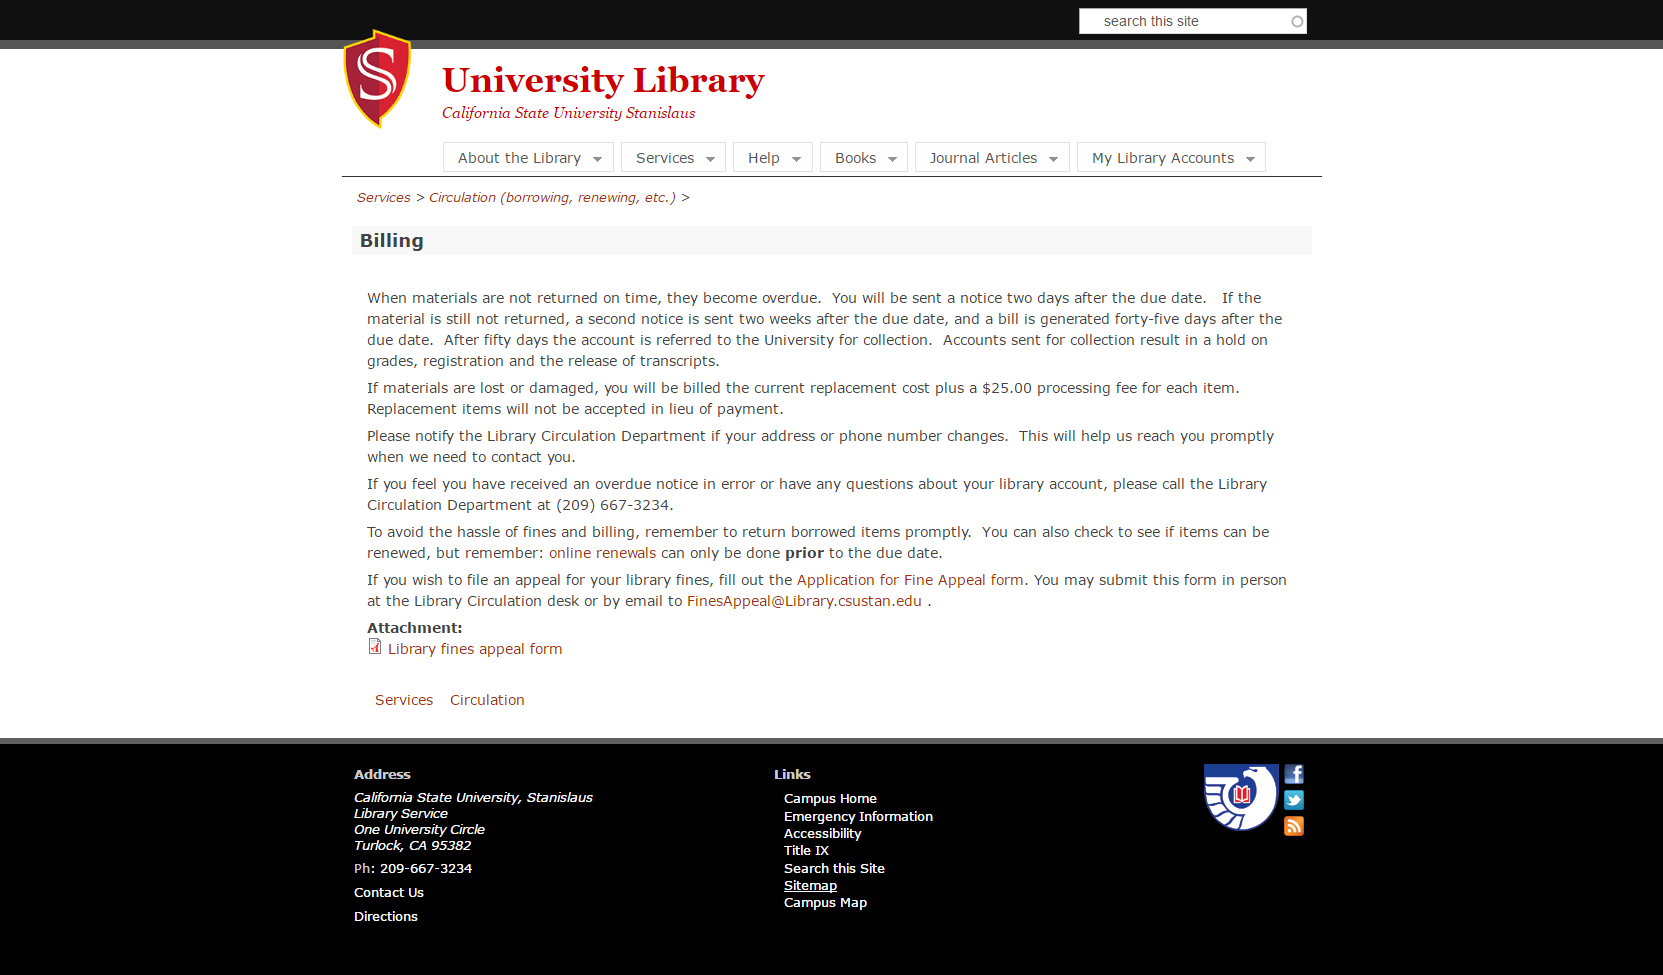 search this site
S
University Library
California State University Stanislaus
About the Library
Services
Help
Books
Journal Articles
My Library Accounts
Services > Circulation (borrowing, renewing, etc.) >
Billing
When materials are not returned on time, they become overdue.  You will be sent a notice two days after the due date.   If the
material is still not returned, a second notice is sent two weeks after the due date, and a bill is generated forty-five days after the
due date.  After fifty days the account is referred to the University for collection.  Accounts sent for collection result in a hold on
grades, registration and the release of transcripts.
If materials are lost or damaged, you will be billed the current replacement cost plus a $25.00 processing fee for each item.
Replacement items will not be accepted in lieu of payment.
Please notify the Library Circulation Department if your address or phone number changes.  This will help us reach you promptly
when we need to contact you.
If you feel you have received an overdue notice in error or have any questions about your library account, please call the Library
Circulation Department at (209) 667-3234.
To avoid the hassle of fines and billing, remember to return borrowed items promptly.  You can also check to see if items can be
renewed, but remember: online renewals can only be done prior to the due date.
If you wish to file an appeal for your library fines, fill out the Application for Fine Appeal form. You may submit this form in person
at the Library Circulation desk or by email to FinesAppeal@Library.csustan.edu .
Attachment:
Library fines appeal form
Services
Circulation
Address
California State University, Stanislaus
Library Service
One University Circle
Turlock, CA 95382
Ph: 209-667-3234
Contact Us
Directions
Links
Campus Home
Emergency Information
Accessibility
Title IX
Search this Site
Sitemap
Campus Map